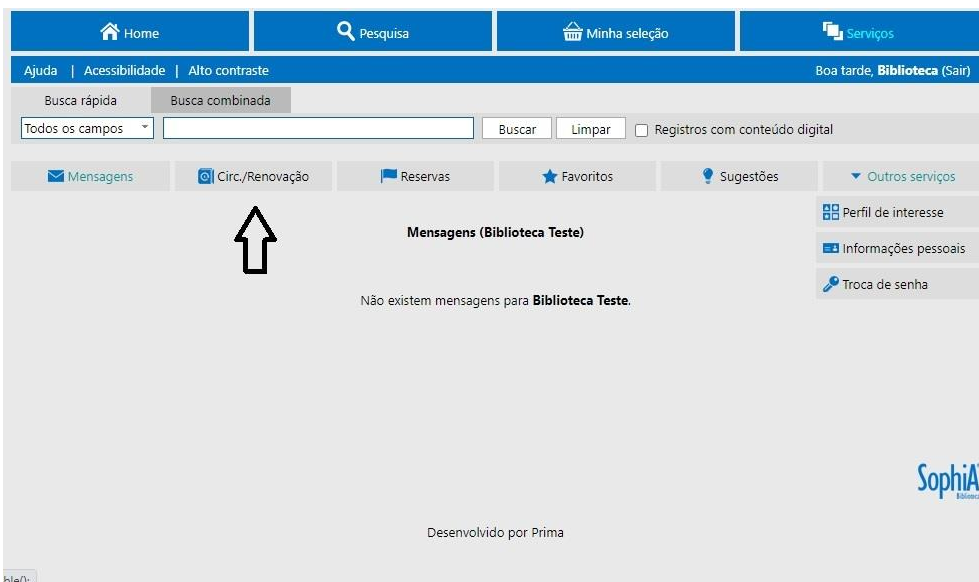 Home Pesquisa Minha seleção Serviços
Ajuda | Acessibilidade | Alto contraste Boa tarde, Biblioteca (Sair)
Busca rápida Busca combinada
Todos os campos Buscar Limpar Registros com conteúdo digital
Mensagens Circ./Renovação Reservas Favoritos Sugestões Outros serviços
Perfil de interesse
Mensagens (Biblioteca Teste)
Informações pessoais
Troca de senha
Não existem mensagens para Biblioteca Teste.
SophiA
Biblioteca
Desenvolvido por Prima
ble();